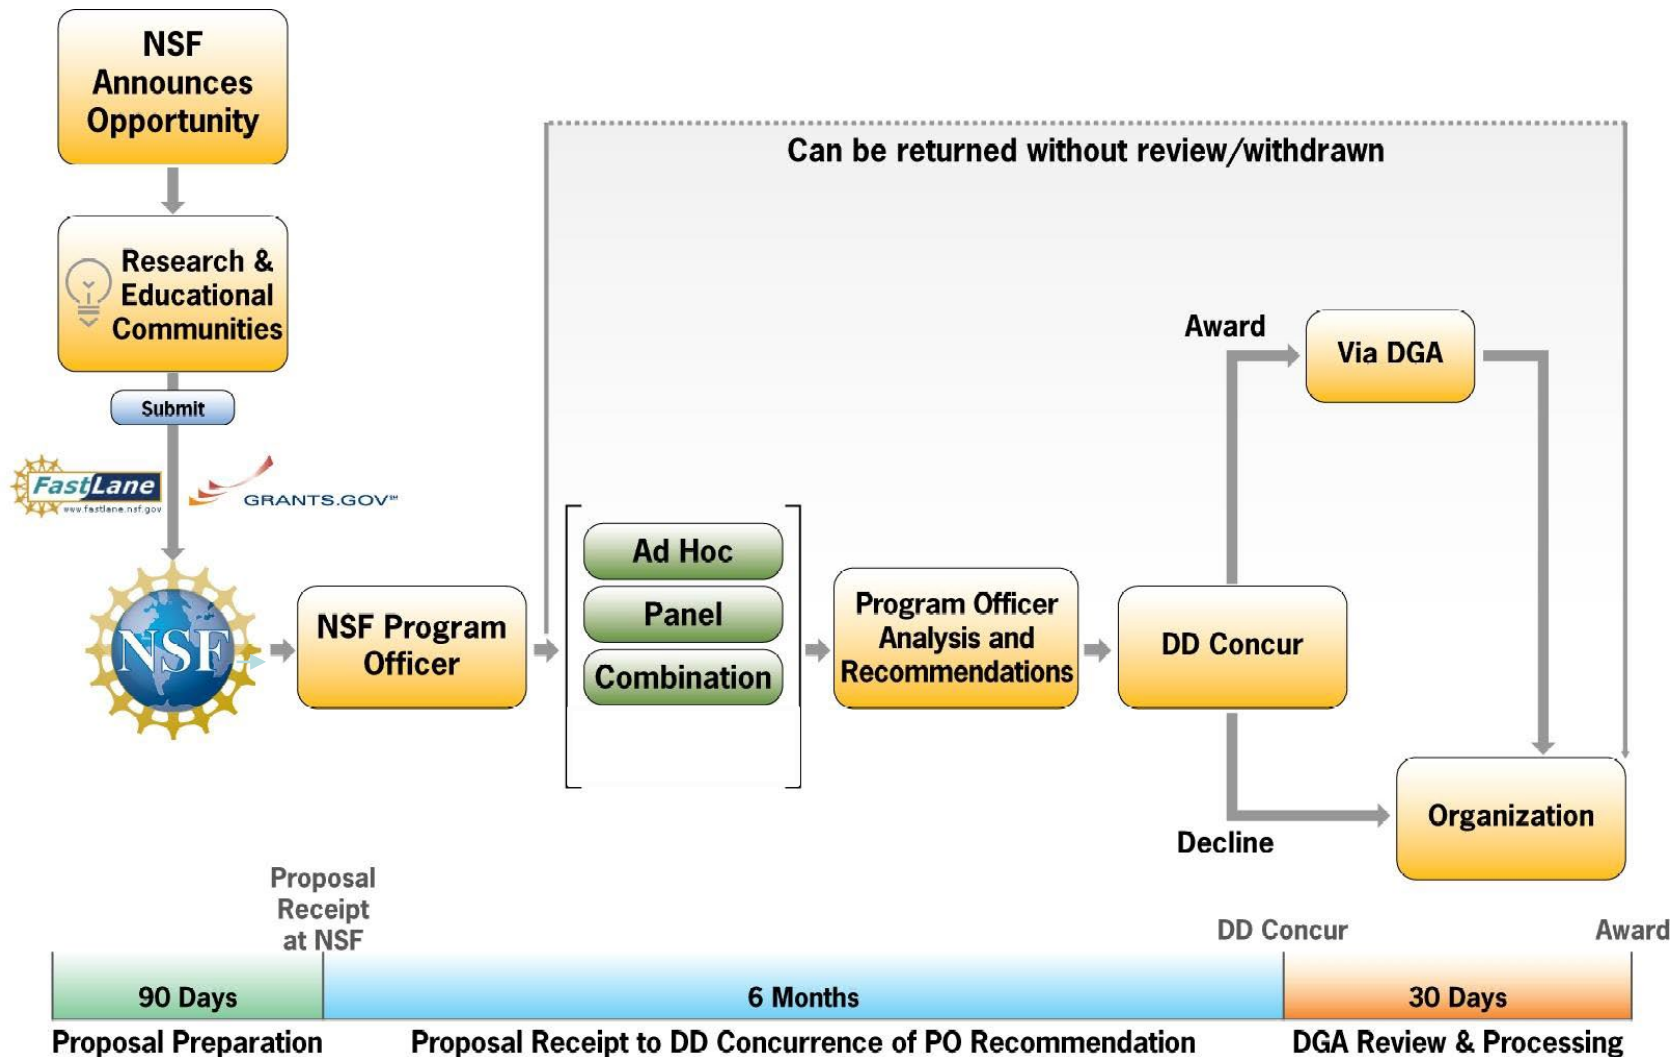 NSF
Announces
Opportunity
Research &
Educational
Communities
Submit
FastLane
www.fastlane.nsf.gov
GRANTS.GOV℠
NSF
NSF Program
Officer
Can be returned without review/withdrawn
Ad Hoc
Panel
Combination
Program Officer
Analysis and
Recommendations
DD Concur
Award
Via DGA
Decline
Organization
Proposal
Receipt
at NSF
DD Concur
Award
90 Days
6 Months
30 Days
Proposal Preparation
Proposal Receipt to DD Concurrence of PO Recommendation
DGA Review & Processing